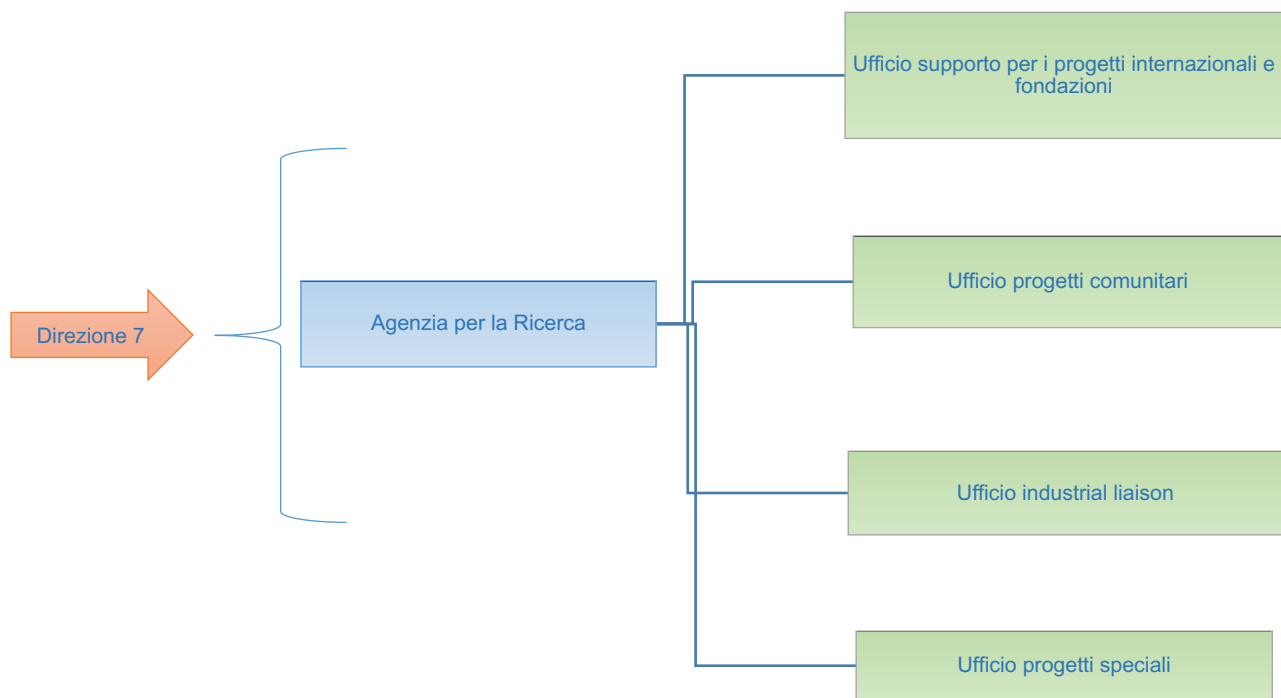 Direzione 7
Agenzia per la Ricerca
Ufficio supporto per i progetti internazionali e
fondazioni
Ufficio progetti comunitari
Ufficio industrial liaison
Ufficio progetti speciali